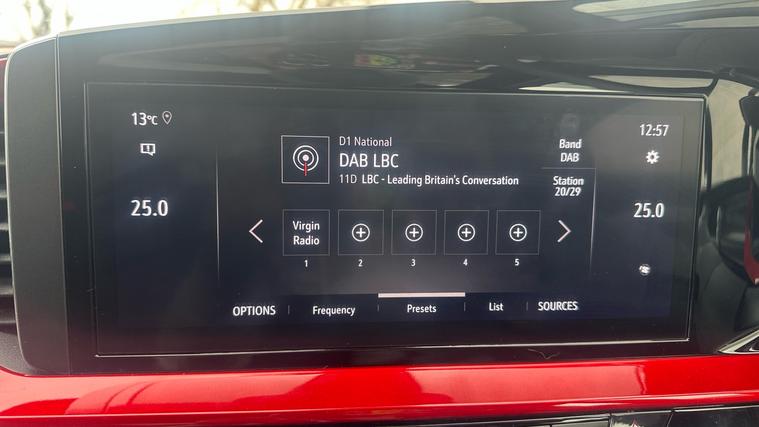 13°C
25.0
D1 National
DAB LBC
11D LBC - Leading Britain's Conversation
Band
DAB
Station
20/29
12:57
25.0
Virgin
Radio
1
2
3
4
5
OPTIONS
Frequency
Presets
List
SOURCES